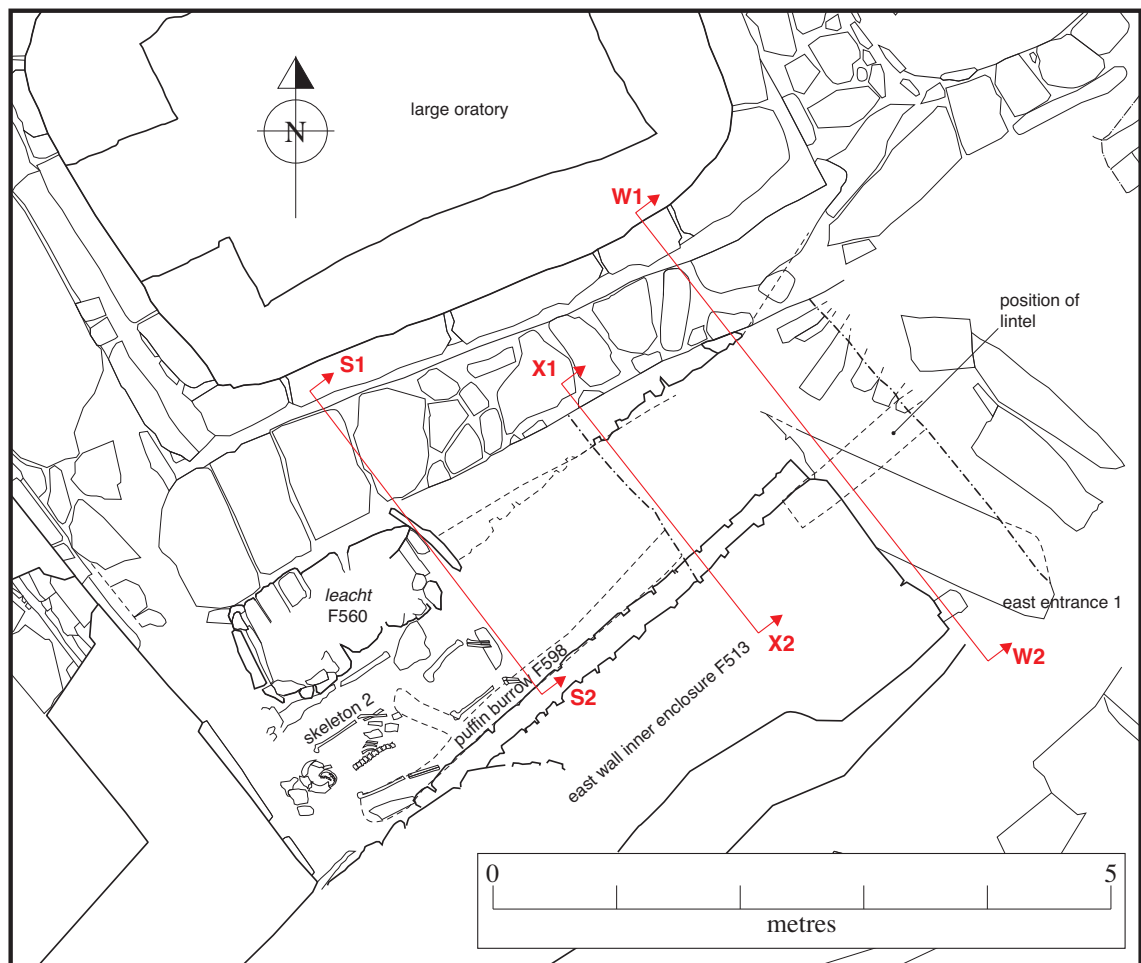 large oratory
N
W1
position of
lintel
S1
X1
leacht
F560
east entrance 1
X2
W2
S2
skeleton 2
puffin burrow F598
east wall inner enclosure F513
0
5
metres